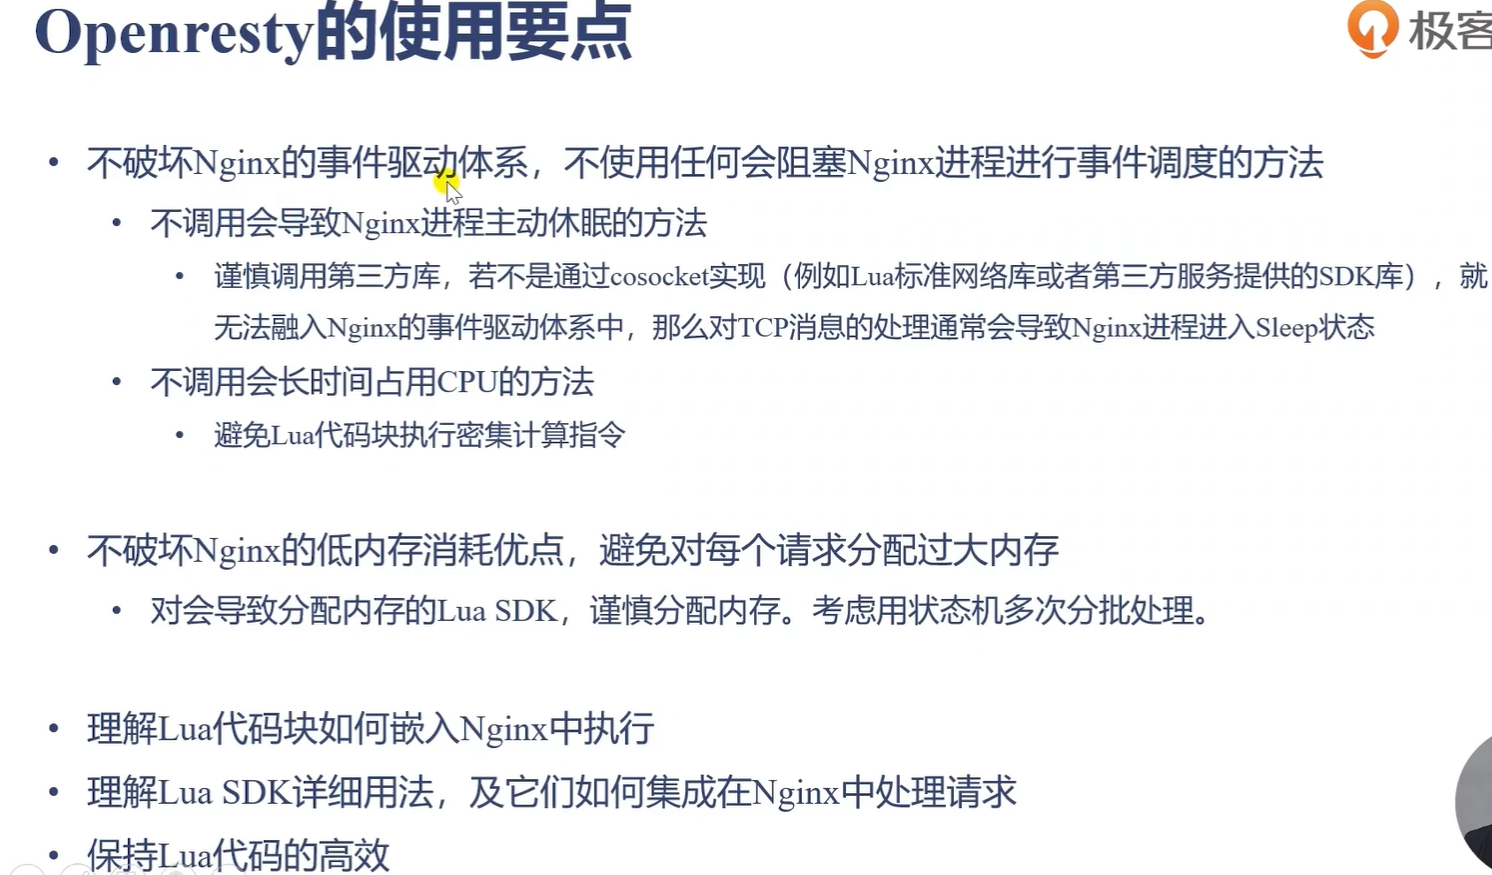 Openresty的使用要点
极客
• 不破坏Nginx的事件驱动体系，不使用任何会阻塞Nginx进程进行事件调度的方法
• 不调用会导致Nginx进程主动休眠的方法
• 谨慎调用第三方库，若不是通过cosocket实现（例如Lua标准网络库或者第三方服务提供的SDK库），就
无法融入Nginx的事件驱动体系中，那么对TCP消息的处理通常会导致Nginx进程进入Sleep状态
• 不调用会长时间占用CPU的方法
• 避免Lua代码块执行密集计算指令
• 不破坏Nginx的低内存消耗优点，避免对每个请求分配过大内存
• 对会导致分配内存的Lua SDK，谨慎分配内存。考虑用状态机多次分批处理。
• 理解Lua代码块如何嵌入Nginx中执行
• 理解Lua SDK详细用法，及它们如何集成在Nginx中处理请求
• 保持Lua代码的高效